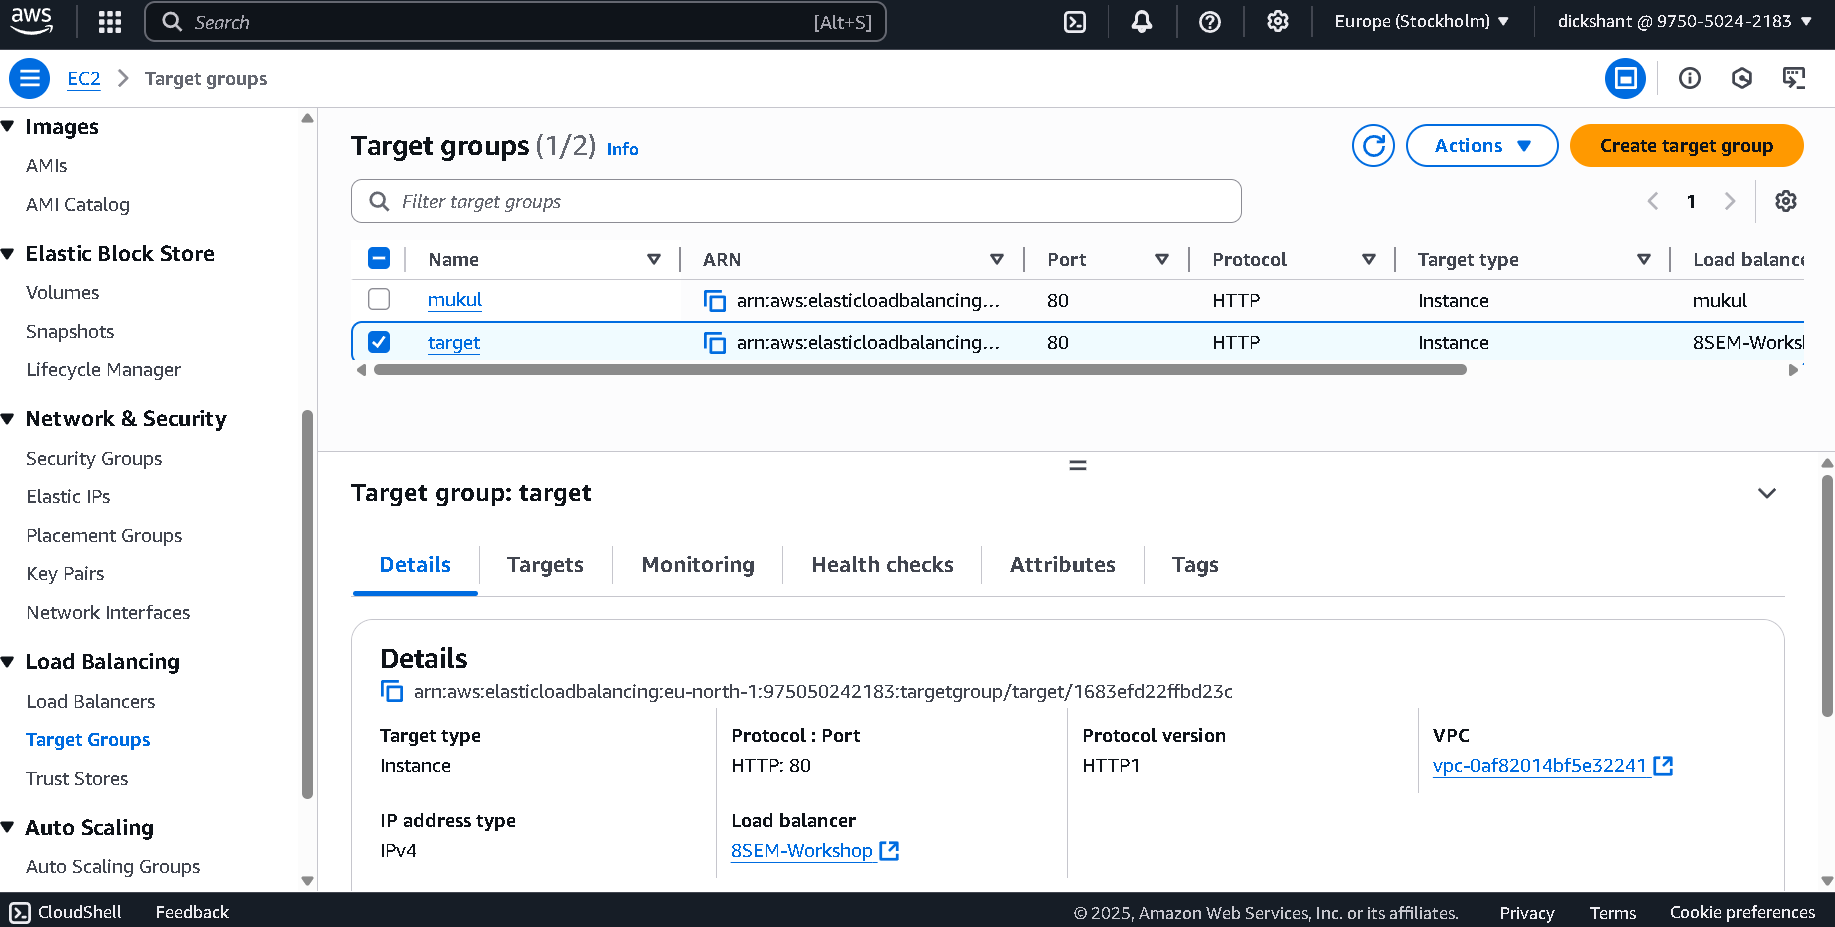 aws
Search [Alt+S]
Europe (Stockholm)
dickshant @ 9750-5024-2183
EC2
Target groups
Images
AMIs
AMI Catalog
Elastic Block Store
Volumes
Snapshots
Lifecycle Manager
Network & Security
Security Groups
Elastic IPs
Placement Groups
Key Pairs
Network Interfaces
Load Balancing
Load Balancers
Target Groups
Trust Stores
Auto Scaling
Auto Scaling Groups
Target groups (1/2) Info
Actions
Create target group
Filter target groups
1
Name ARN Port Protocol Target type Load balance
mukul arn:aws:elasticloadbalancing... 80 HTTP Instance mukul
target arn:aws:elasticloadbalancing... 80 HTTP Instance 8SEM-Worksh
Target group: target
Details Targets Monitoring Health checks Attributes Tags
Details
arn:aws:elasticloadbalancing:eu-north-1:975050242183:targetgroup/target/1683efd22ffbd23c
Target type
Instance
Protocol : Port
HTTP: 80
Protocol version
HTTP1
VPC
vpc-0af82014bf5e32241
IP address type
IPv4
Load balancer
8SEM-Workshop
CloudShell Feedback
© 2025, Amazon Web Services, Inc. or its affiliates. Privacy Terms Cookie preferences